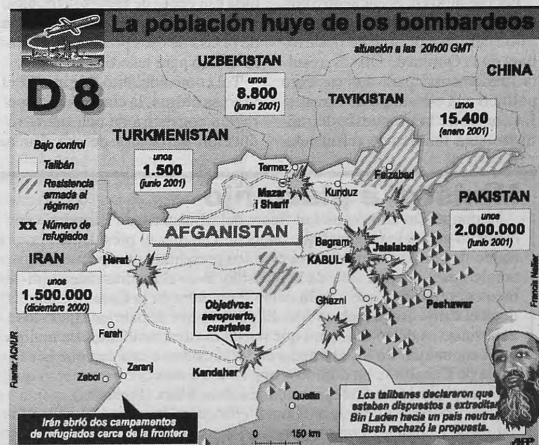 La población huye de los bombardeos
situación a las 20h00 GMT
D 8
UZBEKISTAN
unos
8.800
(junio 2001)
CHINA
TAYIKISTAN
unos
15.400
(enero 2001)
TURKMENISTAN
unos
1.500
(junio 2001)
Bajo control
Talibán
Resistencia
armada al
régimen
XX Número de
refugiados
Termez
Mazar
i Sharif
Kunduz
Faizabad
PAKISTAN
unos
2.000.000
(junio 2001)
AFGANISTAN
Bagram
KABUL
Jalalabad
IRAN
unos
1.500.000
(diciembre 2000)
Herat
Ghazni
Peshawar
Objetivos:
aeropuerto,
cuarteles
Farah
Kandahar
Zabol
Zaranj
Quetta
Irán abrió dos campamentos
de refugiados cerca de la frontera
0 150 km
Los talibanes declararon que
estaban dispuestos a extraditar
Bin Laden hacia un país neutral
Bush rechazó la propuesta.
Fuente: ACNUR
AFP